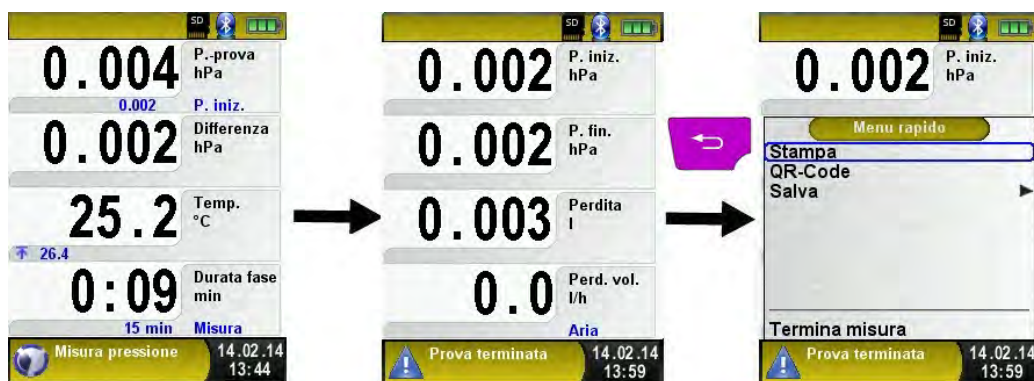 SD
0.004 P.-prova
hPa
0.002 P. iniz.
0.002 Differenza
hPa
25.2 Temp.
°C
26.4
0:09 Durata fase
min
15 min Misura
Misura pressione 14.02.14
13:44
SD
0.002 P. iniz.
hPa
0.002 P. fin.
hPa
0.003 Perdita
l
0.0 Perd. vol.
l/h
Aria
Prova terminata 14.02.14
13:59
SD
0.002 P. iniz.
hPa
Menu rapido
Stampa
QR-Code
Salva
Termina misura
Prova terminata 14.02.14
13:59